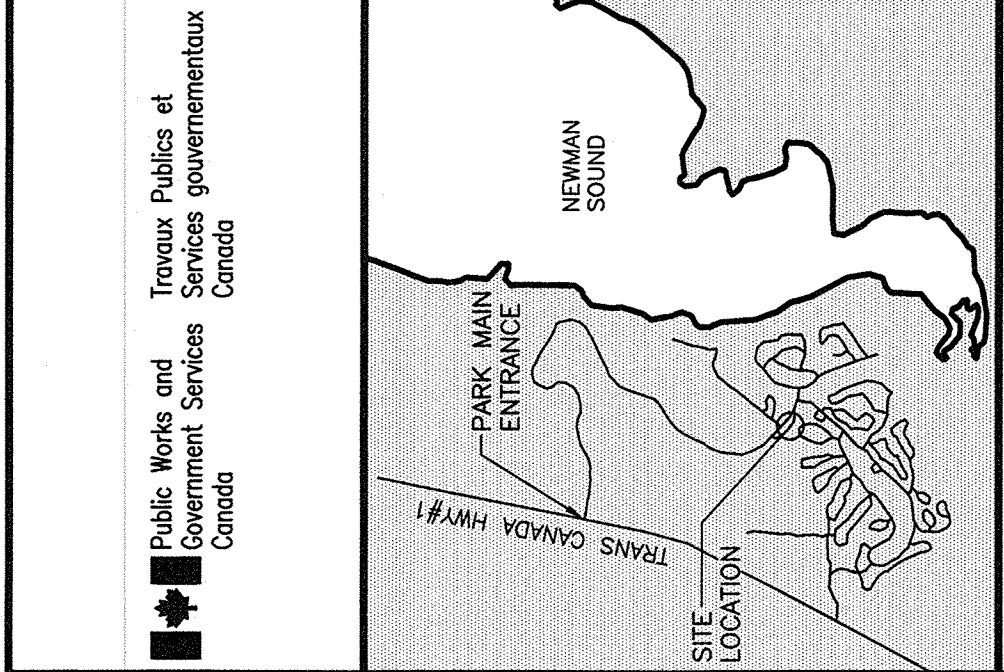 Public Works and
Government Services
Canada
Travaux Publics et
Services gouvernementaux
Canada
NEWMAN
SOUND
PARK MAIN
ENTRANCE
TRANS CANADA HWY#1
SITE
LOCATION